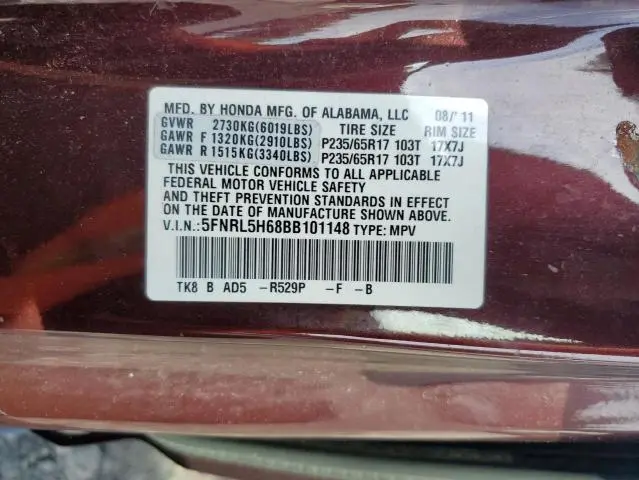 MFD. BY HONDA MFG. OF ALABAMA, LLC 08/11
GVWR 2730KG(6019LBS) TIRE SIZE RIM SIZE
GAWR F 1320KG(2910LBS) P235/65R17 103T 17X7J
GAWR R 1515KG(3340LBS) P235/65R17 103T 17X7J
THIS VEHICLE CONFORMS TO ALL APPLICABLE
FEDERAL MOTOR VEHICLE SAFETY
AND THEFT PREVENTION STANDARDS IN EFFECT
ON THE DATE OF MANUFACTURE SHOWN ABOVE.
V.I.N.:5FNRL5H68BB101148 TYPE: MPV
TK8 B AD5 -R529P -F -B